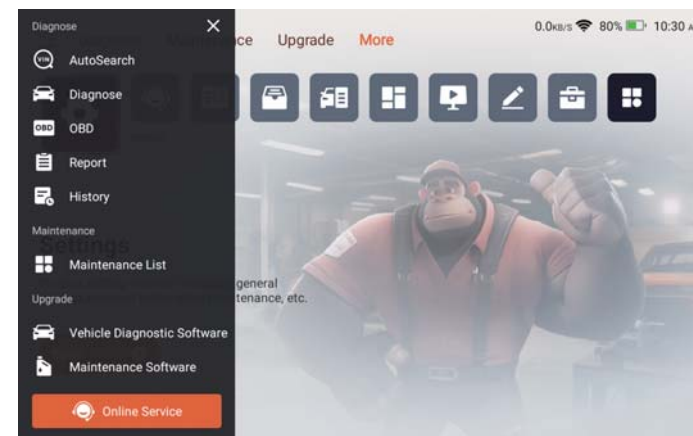 Diagnose
ce Upgrade More
0.0KB/S 80% 10:30 A
VIN AutoSearch
Diagnose
OBD OBD
Report
History
Maintenance
Settings
Maintenance List
general
tenance, etc.
Upgrade
Vehicle Diagnostic Software
Maintenance Software
Online Service